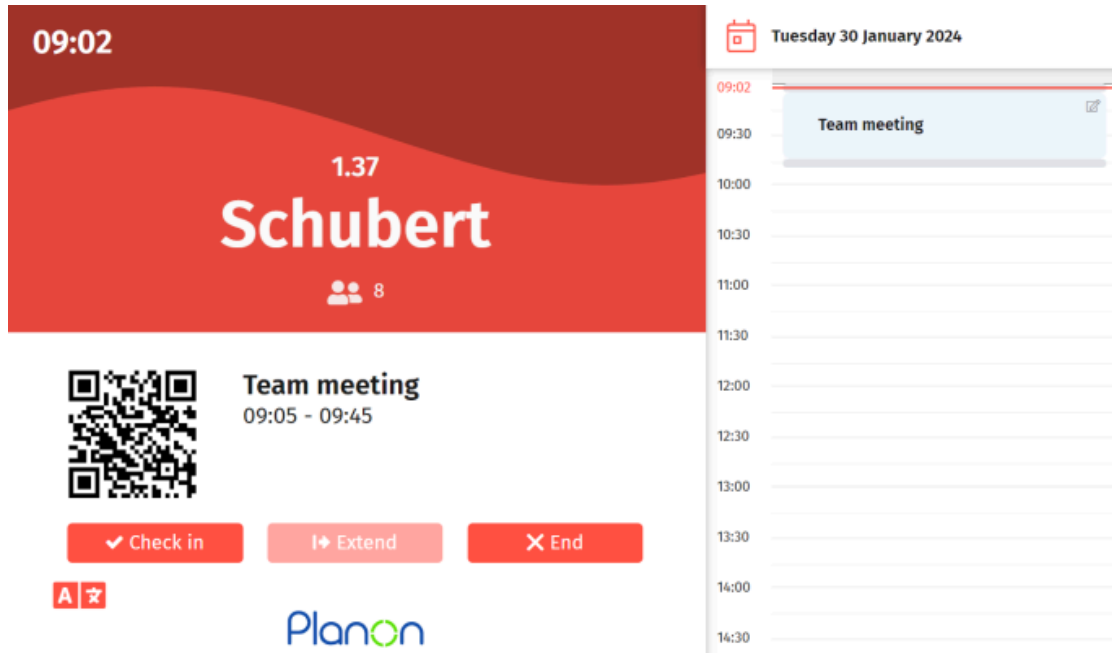 09:02
1.37
Schubert
8
Team meeting
09:05 - 09:45
Check in
Extend
End
A 文
Planon
Tuesday 30 January 2024
09:02
Team meeting
09:30
10:00
10:30
11:00
11:30
12:00
12:30
13:00
13:30
14:00
14:30